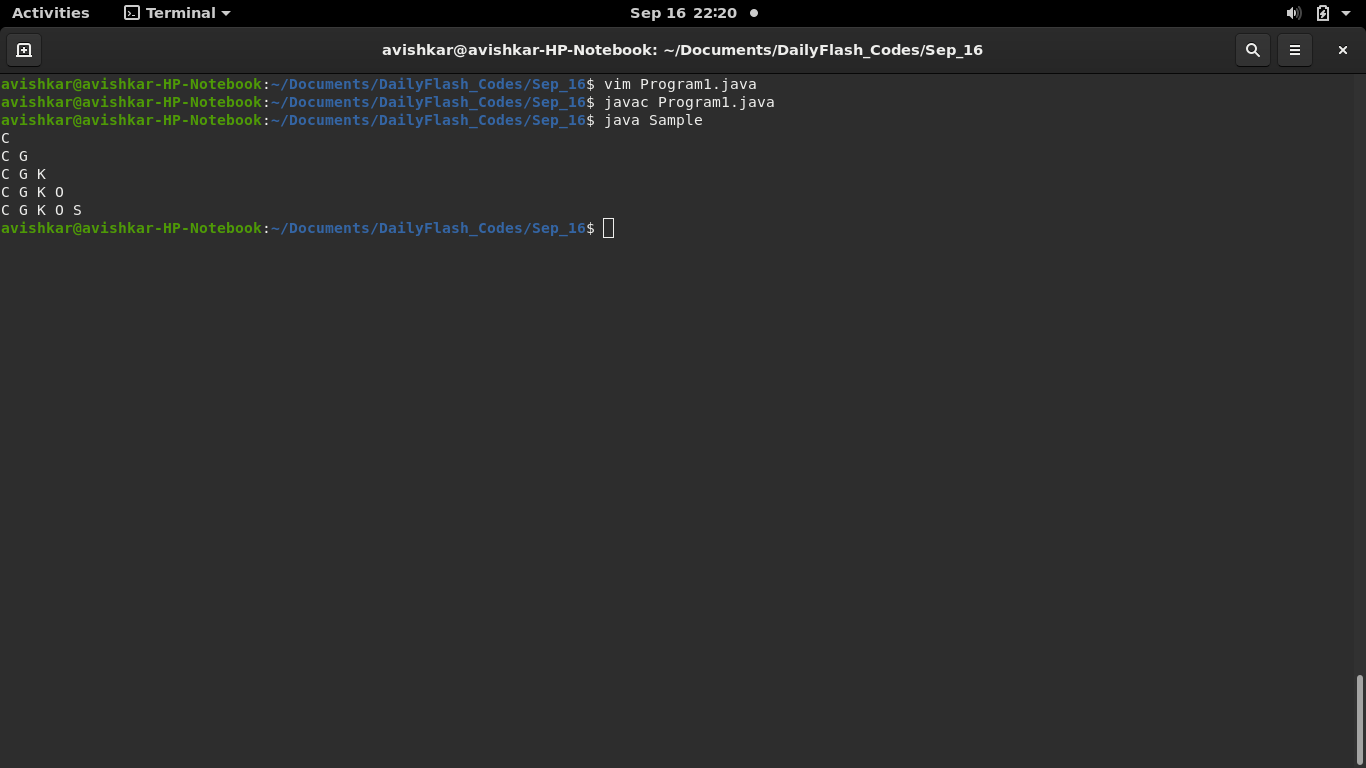 Activities Terminal Sep 16 22:20
avishkar@avishkar-HP-Notebook: ~/Documents/DailyFlash_Codes/Sep_16
avishkar@avishkar-HP-Notebook:~/Documents/DailyFlash_Codes/Sep_16$ vim Program1.java
avishkar@avishkar-HP-Notebook:~/Documents/DailyFlash_Codes/Sep_16$ javac Program1.java
avishkar@avishkar-HP-Notebook:~/Documents/DailyFlash_Codes/Sep_16$ java Sample
C
C G
C G K
C G K O
C G K O S
avishkar@avishkar-HP-Notebook:~/Documents/DailyFlash_Codes/Sep_16$